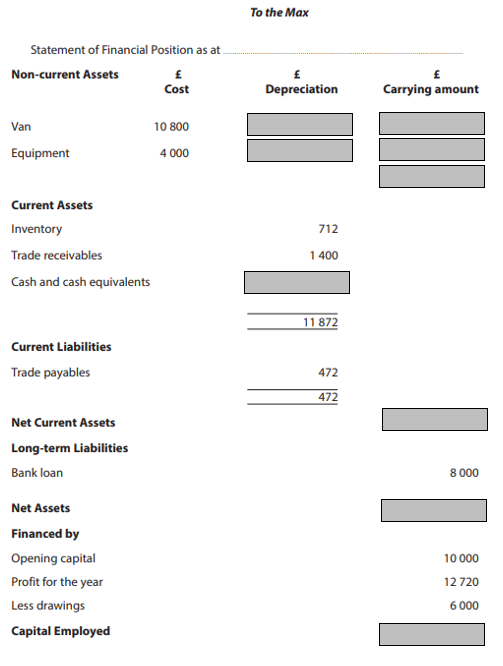 To the Max
Statement of Financial Position as at
Non-current Assets £ £ £
Cost Depreciation Carrying amount
Van 10 800
Equipment 4 000
Current Assets
Inventory 712
Trade receivables 1 400
Cash and cash equivalents
11 872
Current Liabilities
Trade payables 472
472
Net Current Assets
Long-term Liabilities
Bank loan 8 000
Net Assets
Financed by
Opening capital 10 000
Profit for the year 12 720
Less drawings 6 000
Capital Employed